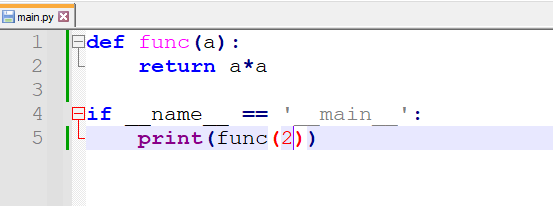 main.py
1 def func(a):
2     return a*a
3
4 if __name__ == '__main__':
5     print(func(2))